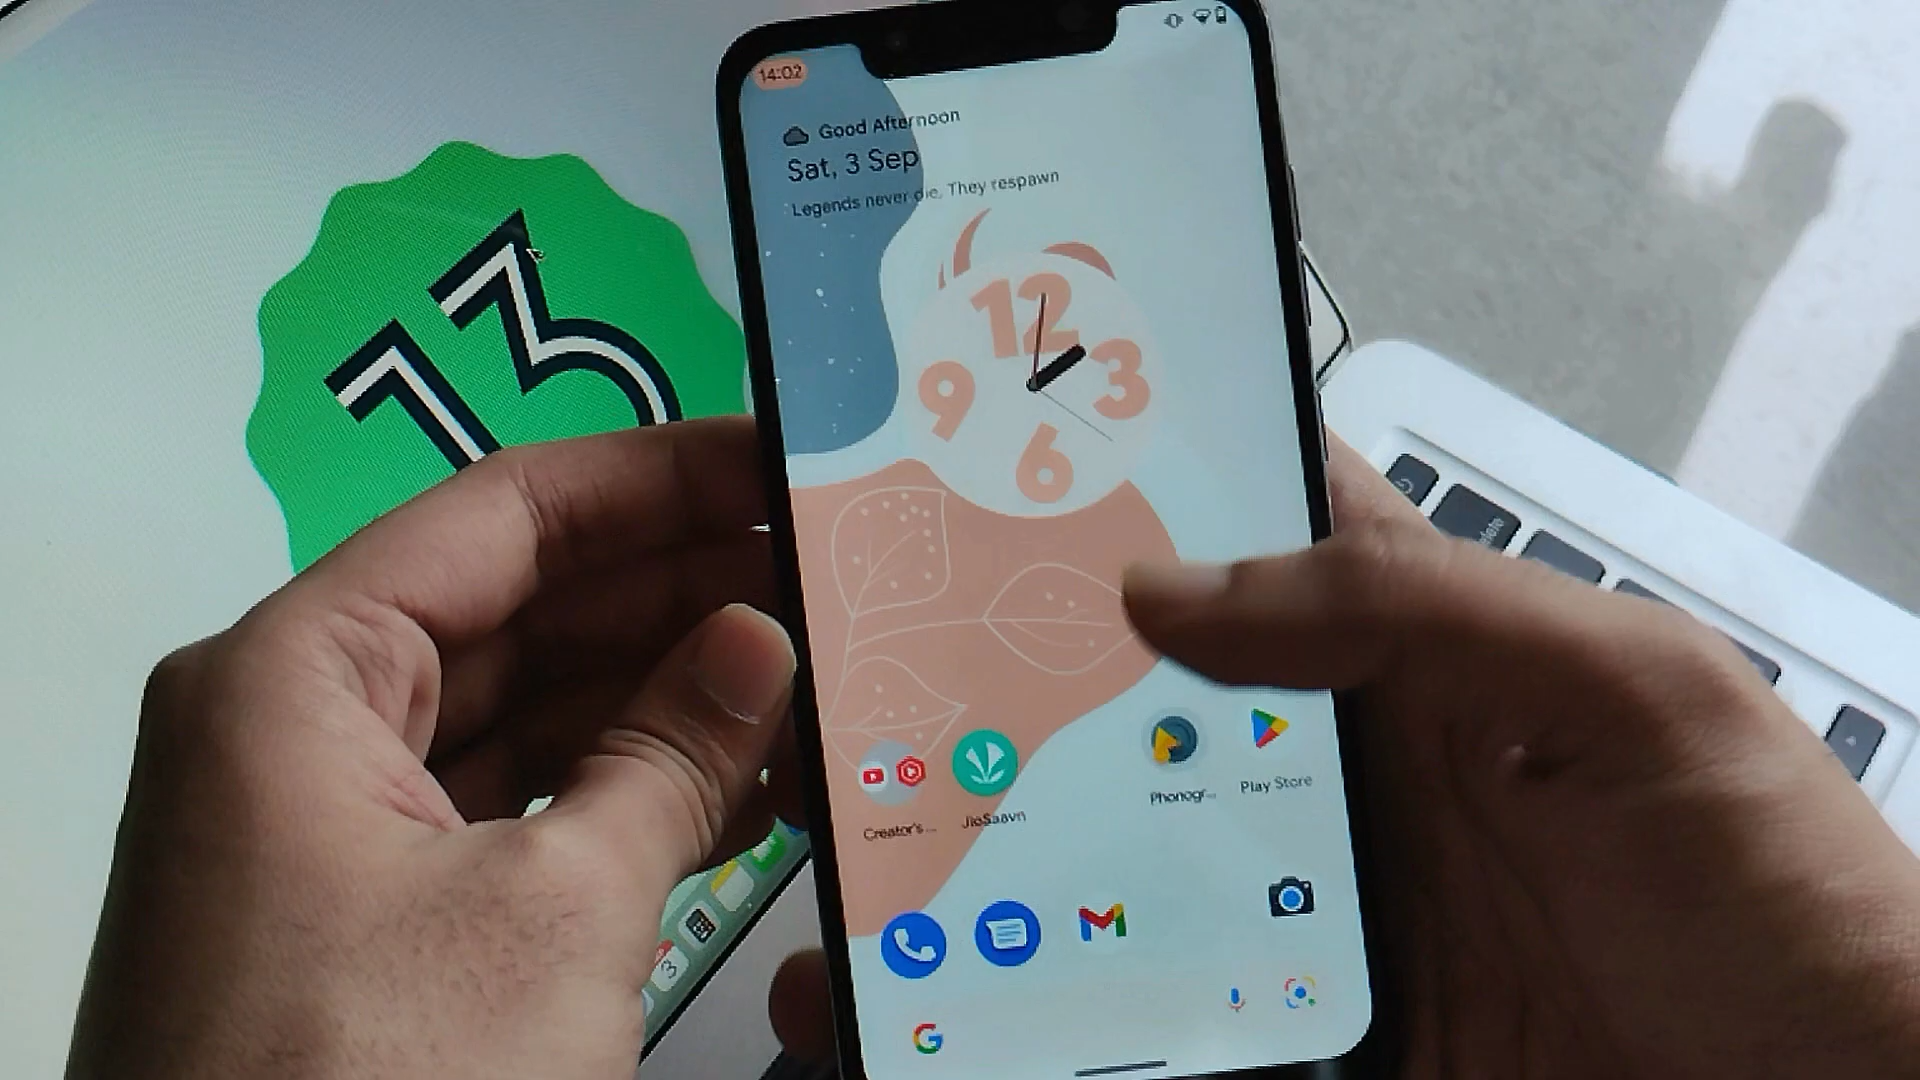 14:02
Good Afternoon
Sat, 3 Sep
Legends never die, They respawn
12
9
3
6
13
Creator's...
JioSaavn
Phonogr...
Play Store
G
3